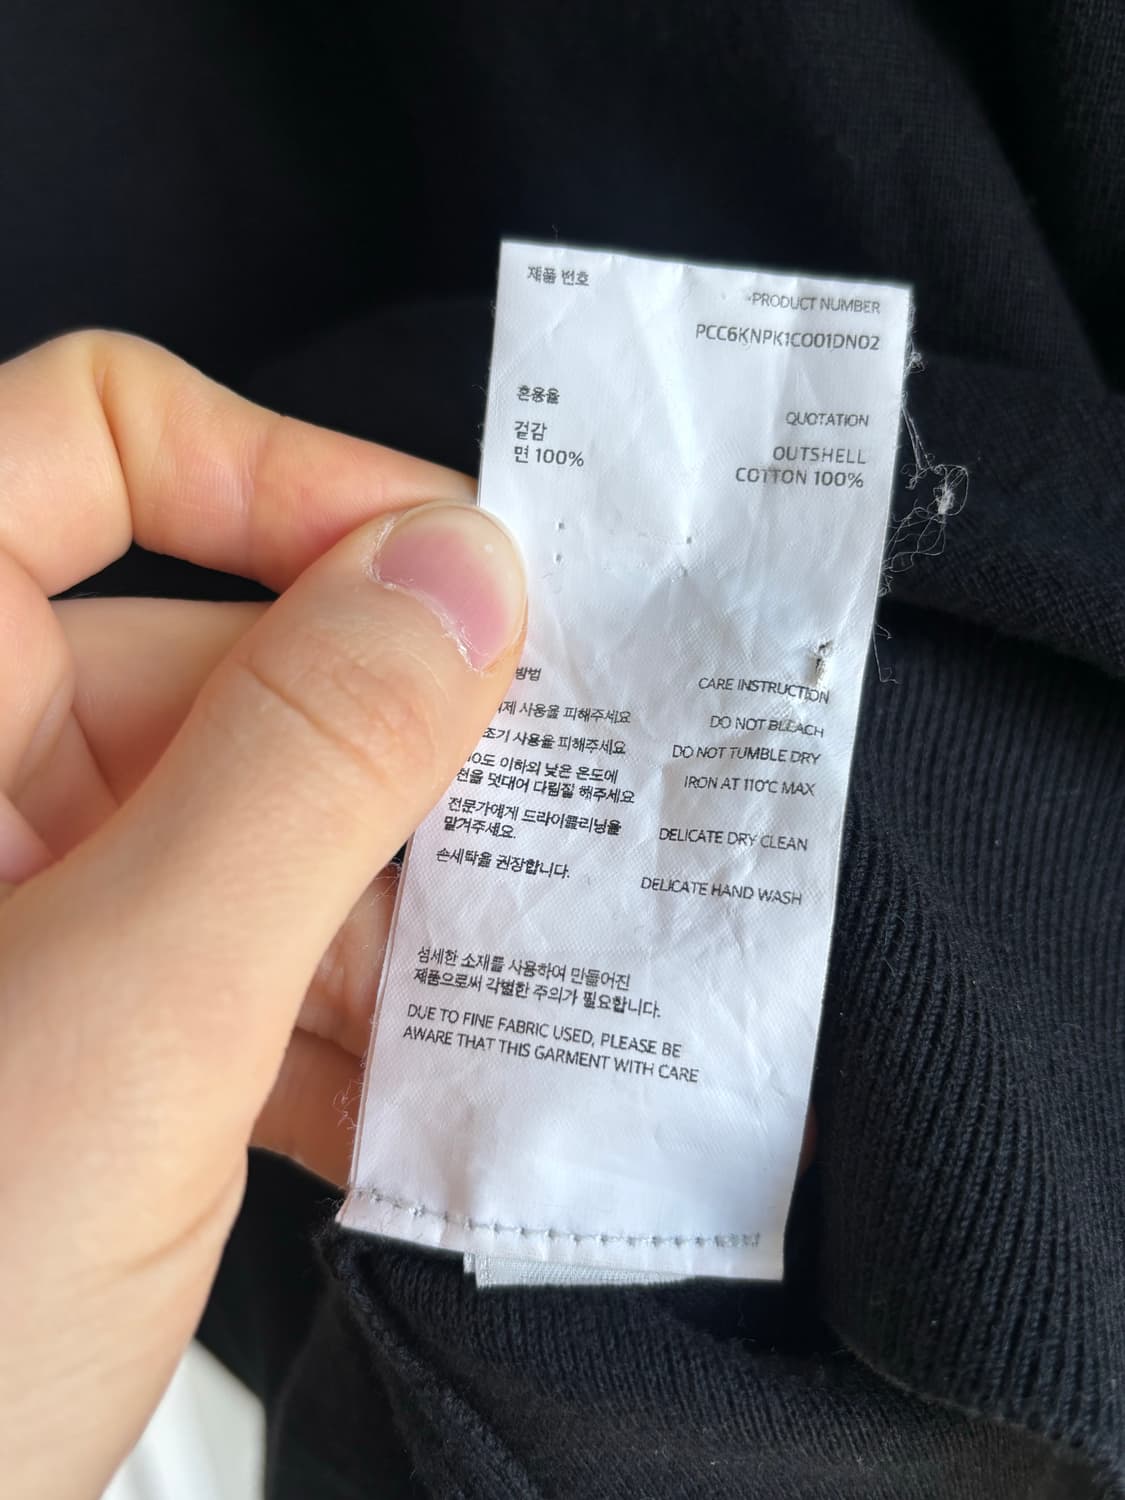 제품 번호
PRODUCT NUMBER
PCC6KNPK1CO01DN02
혼용율
QUOTATION
겉감
OUTSHELL
면 100%
COTTON 100%
방법
CARE INSTRUCTION
제 사용을 피해주세요
DO NOT BLEACH
조기 사용을 피해주세요
DO NOT TUMBLE DRY
10도 이하의 낮은 온도에
IRON AT 110℃ MAX
천을 덧대어 다림질 해주세요
전문가에게 드라이클리닝을
DELICATE DRY CLEAN
맡겨주세요.
손세탁을 권장합니다.
DELICATE HAND WASH
섬세한 소재를 사용하여 만들어진
제품으로써 각별한 주의가 필요합니다.
DUE TO FINE FABRIC USED, PLEASE BE
AWARE THAT THIS GARMENT WITH CARE